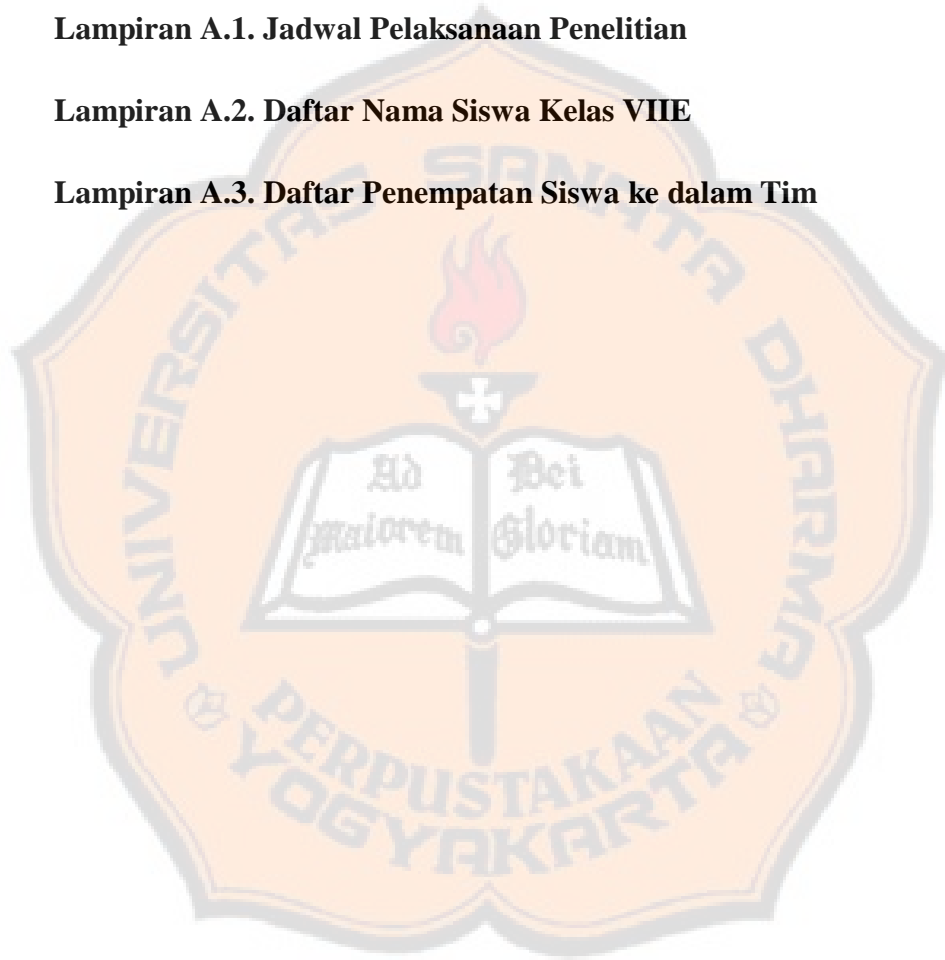 Lampiran A.1. Jadwal Pelaksanaan Penelitian
Lampiran A.2. Daftar Nama Siswa Kelas VIIE
Lampiran A.3. Daftar Penempatan Siswa ke dalam Tim
UNIVERSITAS SANATA DHARMA
Ad Dei
Maiorem Gloriam
PERPUSTAKAAN
YOGYAKARTA